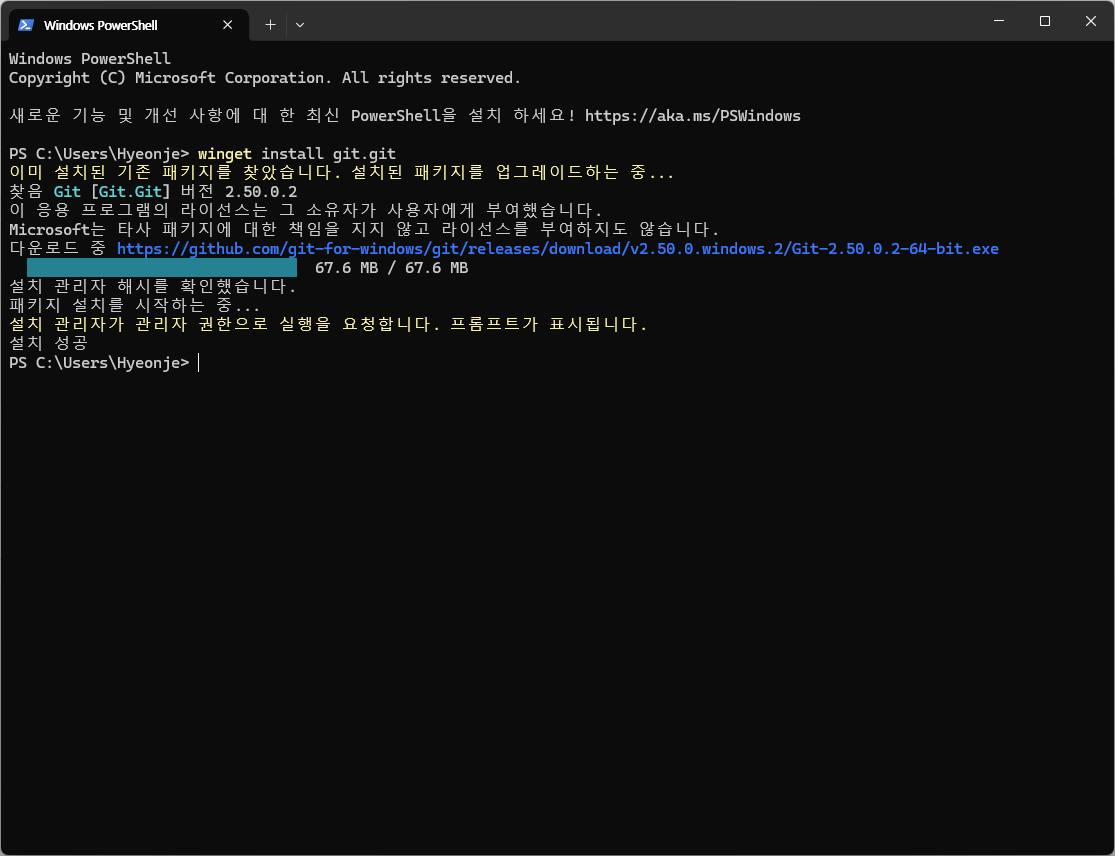 Windows PowerShell
Windows PowerShell
Copyright (C) Microsoft Corporation. All rights reserved.
새로운 기능 및 개선 사항에 대 한 최신 PowerShell을 설치 하세요! https://aka.ms/PSWindows
PS C:\Users\Hyeonje> winget install git.git
이미 설치된 기존 패키지를 찾았습니다. 설치된 패키지를 업그레이드하는 중...
찾음 Git [Git.Git] 버전 2.50.0.2
이 응용 프로그램의 라이선스는 그 소유자가 사용자에게 부여했습니다.
Microsoft는 타사 패키지에 대한 책임을 지지 않고 라이선스를 부여하지도 않습니다.
다운로드 중 https://github.com/git-for-windows/git/releases/download/v2.50.0.windows.2/Git-2.50.0.2-64-bit.exe
67.6 MB / 67.6 MB
설치 관리자 해시를 확인했습니다.
패키지 설치를 시작하는 중...
설치 관리자가 관리자 권한으로 실행을 요청합니다. 프롬프트가 표시됩니다.
설치 성공
PS C:\Users\Hyeonje>